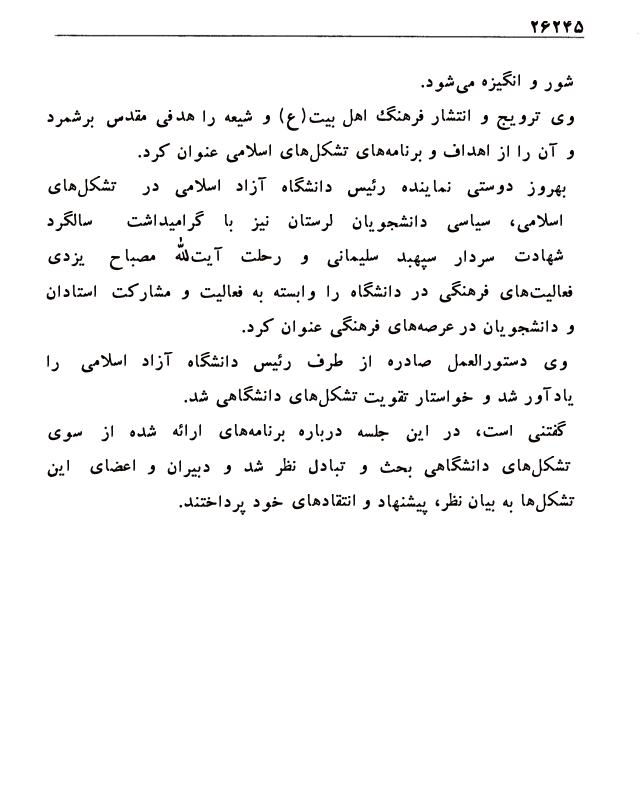 ۲۶۲۴۵
شور و انگیزه می‌شود.
وی ترویج و انتشار فرهنگ اهل بیت(ع) و شیعه را هدفی مقدس برشمرد
و آن را از اهداف و برنامه‌های تشکل‌های اسلامی عنوان کرد.
بهروز دوستی نماینده رئیس دانشگاه آزاد اسلامی در تشکل‌های
اسلامی، سیاسی دانشجویان لرستان نیز با گرامیداشت سالگرد
شهادت سردار سپهبد سلیمانی و رحلت آیت‌الله مصباح یزدی
فعالیت‌های فرهنگی در دانشگاه را وابسته به فعالیت و مشارکت استادان
و دانشجویان در عرصه‌های فرهنگی عنوان کرد.
وی دستورالعمل صادره از طرف رئیس دانشگاه آزاد اسلامی را
یادآور شد و خواستار تقویت تشکل‌های دانشگاهی شد.
گفتنی است، در این جلسه درباره برنامه‌های ارائه شده از سوی
تشکل‌های دانشگاهی بحث و تبادل نظر شد و دبیران و اعضای این
تشکل‌ها به بیان نظر، پیشنهاد و انتقادهای خود پرداختند.